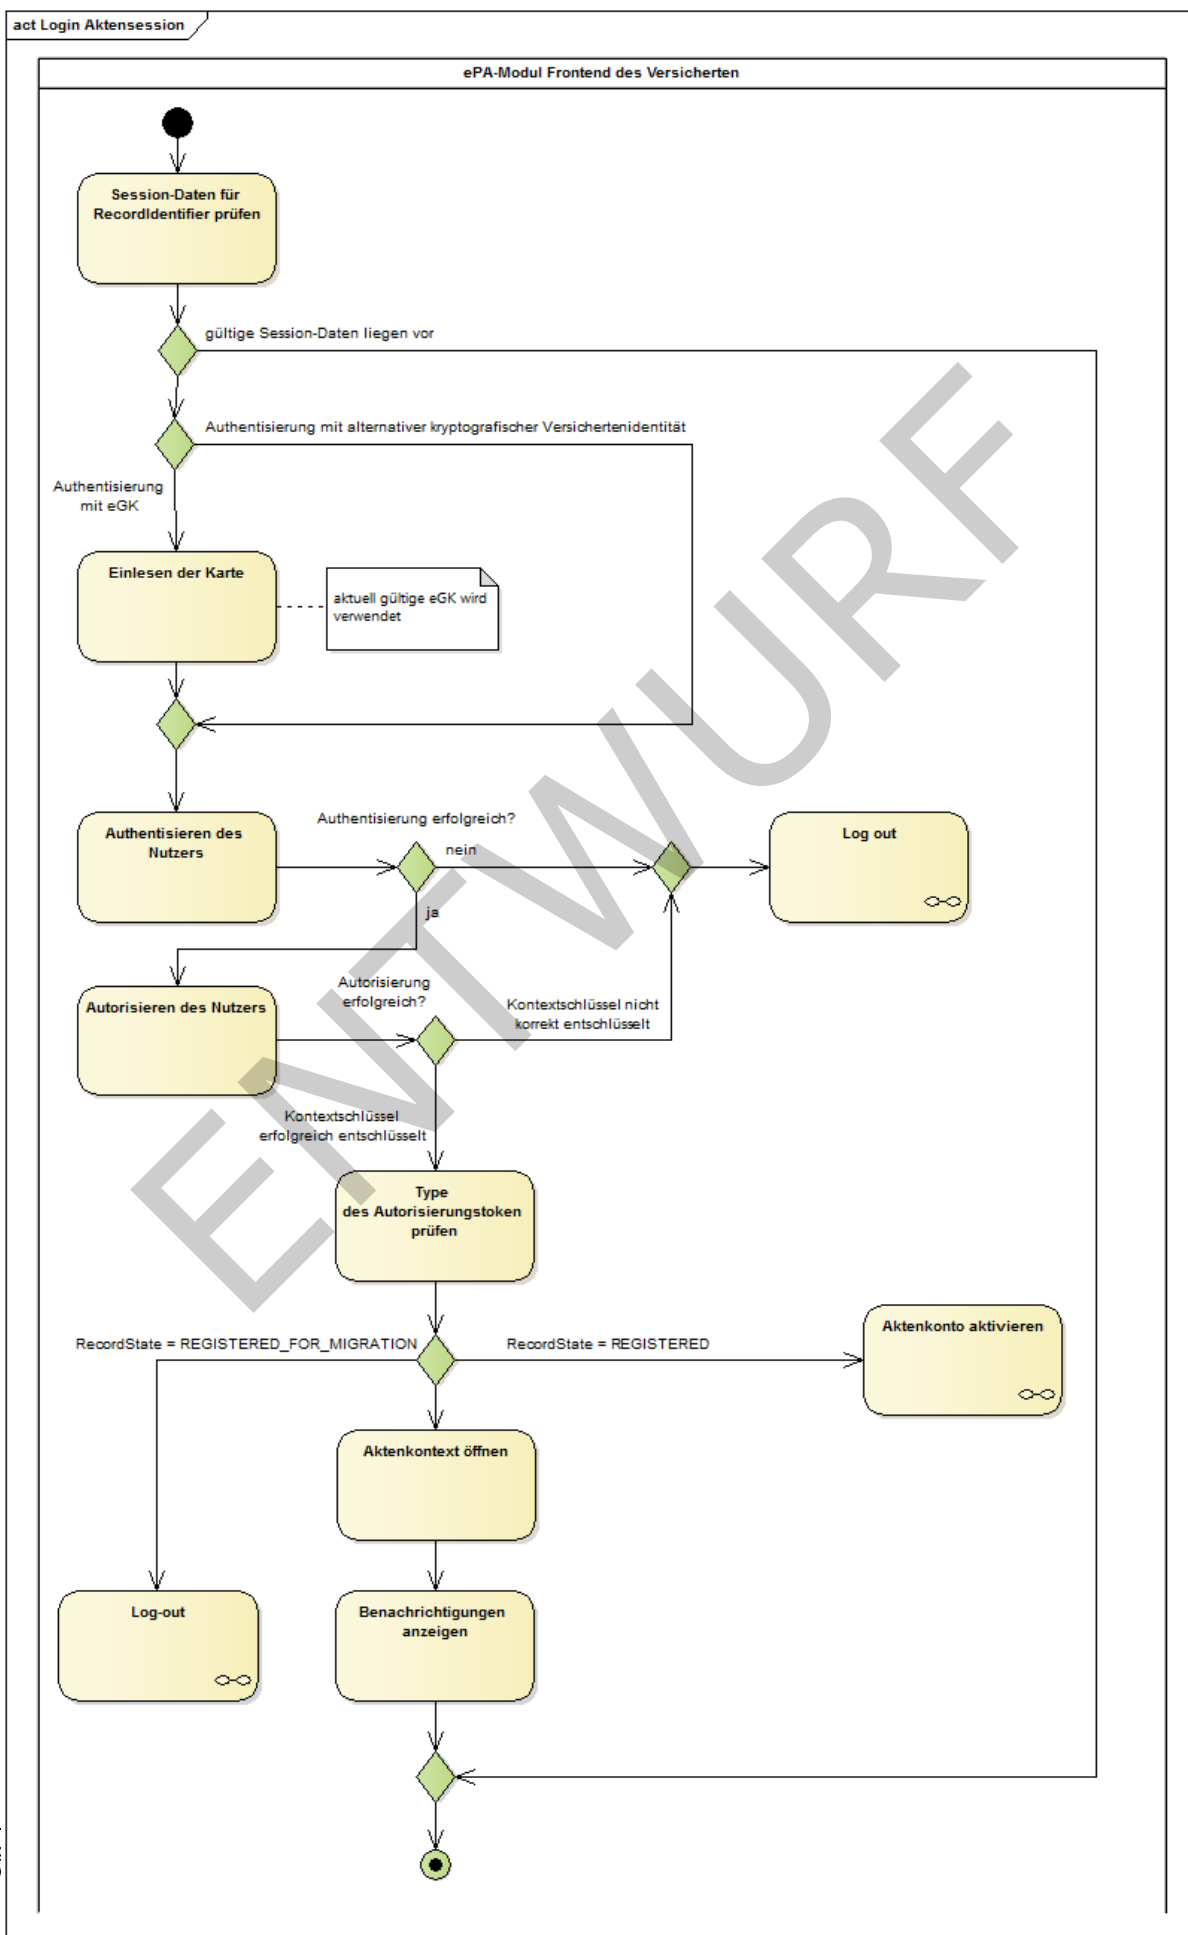 act Login Aktensession
ePA-Modul Frontend des Versicherten
Session-Daten für
RecordIdentifier prüfen
gültige Session-Daten liegen vor
Authentisierung mit alternativer kryptografischer Versichertenidentität
Authentisierung
mit eGK
Einlesen der Karte
aktuell gültige eGK wird
verwendet
Authentisieren des
Nutzers
Authentisierung erfolgreich?
nein
ja
Log out
Autorisieren des Nutzers
Autorisierung
erfolgreich?
Kontextschlüssel nicht
korrekt entschlüsselt
Kontextschlüssel
erfolgreich entschlüsselt
Type
des Autorisierungstoken
prüfen
RecordState = REGISTERED_FOR_MIGRATION
RecordState = REGISTERED
Aktenkonto aktivieren
Aktenkontext öffnen
Log-out
Benachrichtigungen
anzeigen
ENTWURF